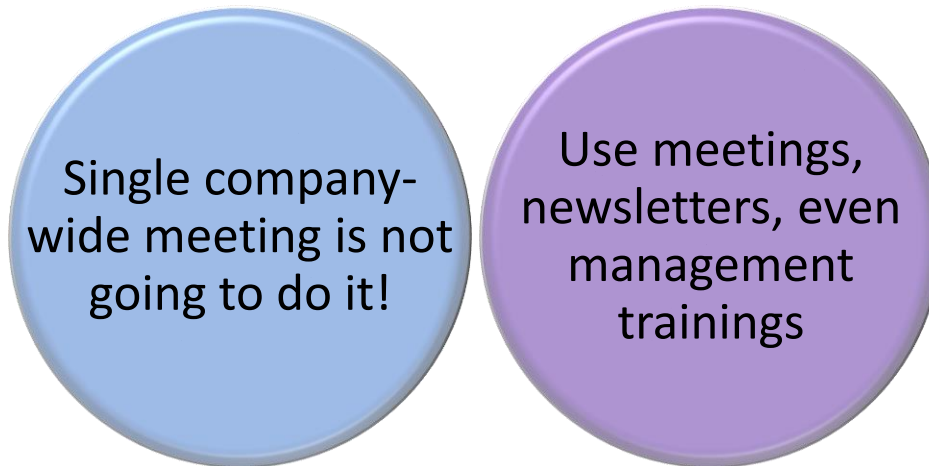 Single company-
wide meeting is not
going to do it!
Use meetings,
newsletters, even
management
trainings